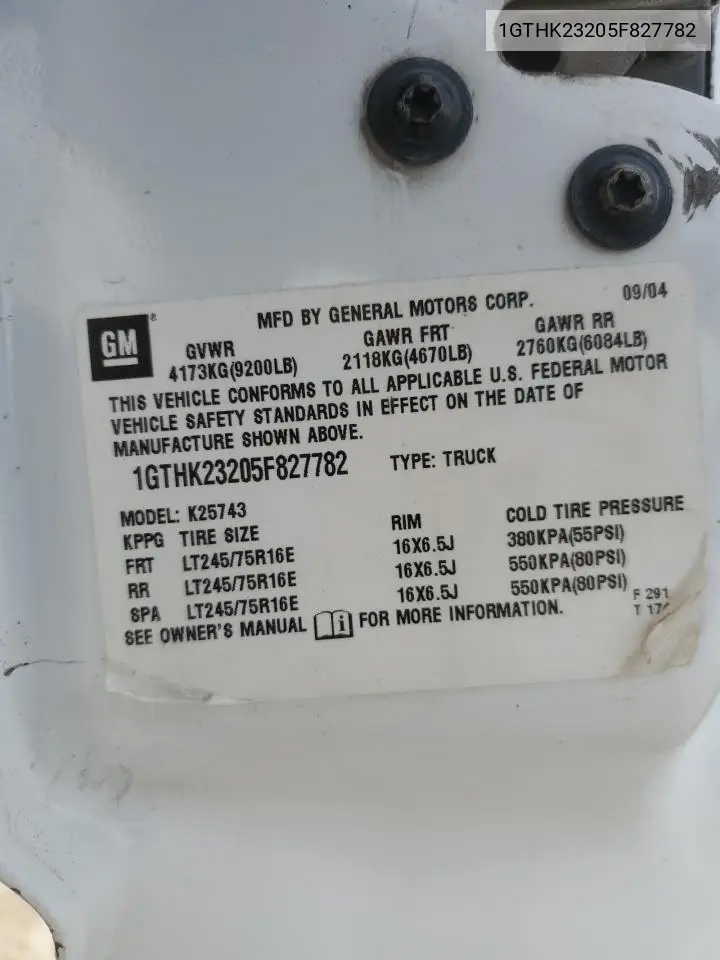 1GTHK23205F827782
GM® MFD BY GENERAL MOTORS CORP. 09/04
GVWR GAWR FRT GAWR RR
4173KG(9200LB) 2118KG(4670LB) 2760KG(6084LB)
THIS VEHICLE CONFORMS TO ALL APPLICABLE U.S. FEDERAL MOTOR
VEHICLE SAFETY STANDARDS IN EFFECT ON THE DATE OF
MANUFACTURE SHOWN ABOVE.
1GTHK23205F827782 TYPE: TRUCK
MODEL: K25743
KPPG TIRE SIZE RIM COLD TIRE PRESSURE
FRT LT245/75R16E 16X6.5J 380KPA(55PSI)
RR LT245/75R16E 16X6.5J 550KPA(80PSI)
SPA LT245/75R16E 16X6.5J 550KPA(80PSI)
SEE OWNER'S MANUAL i FOR MORE INFORMATION.
F 291
T